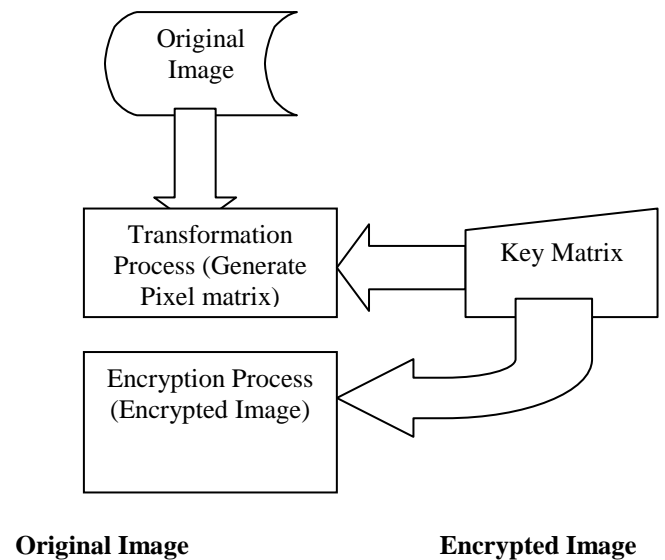 Original
Image
Transformation
Process (Generate
Pixel matrix)
Key Matrix
Encryption Process
(Encrypted Image)
Original Image
Encrypted Image